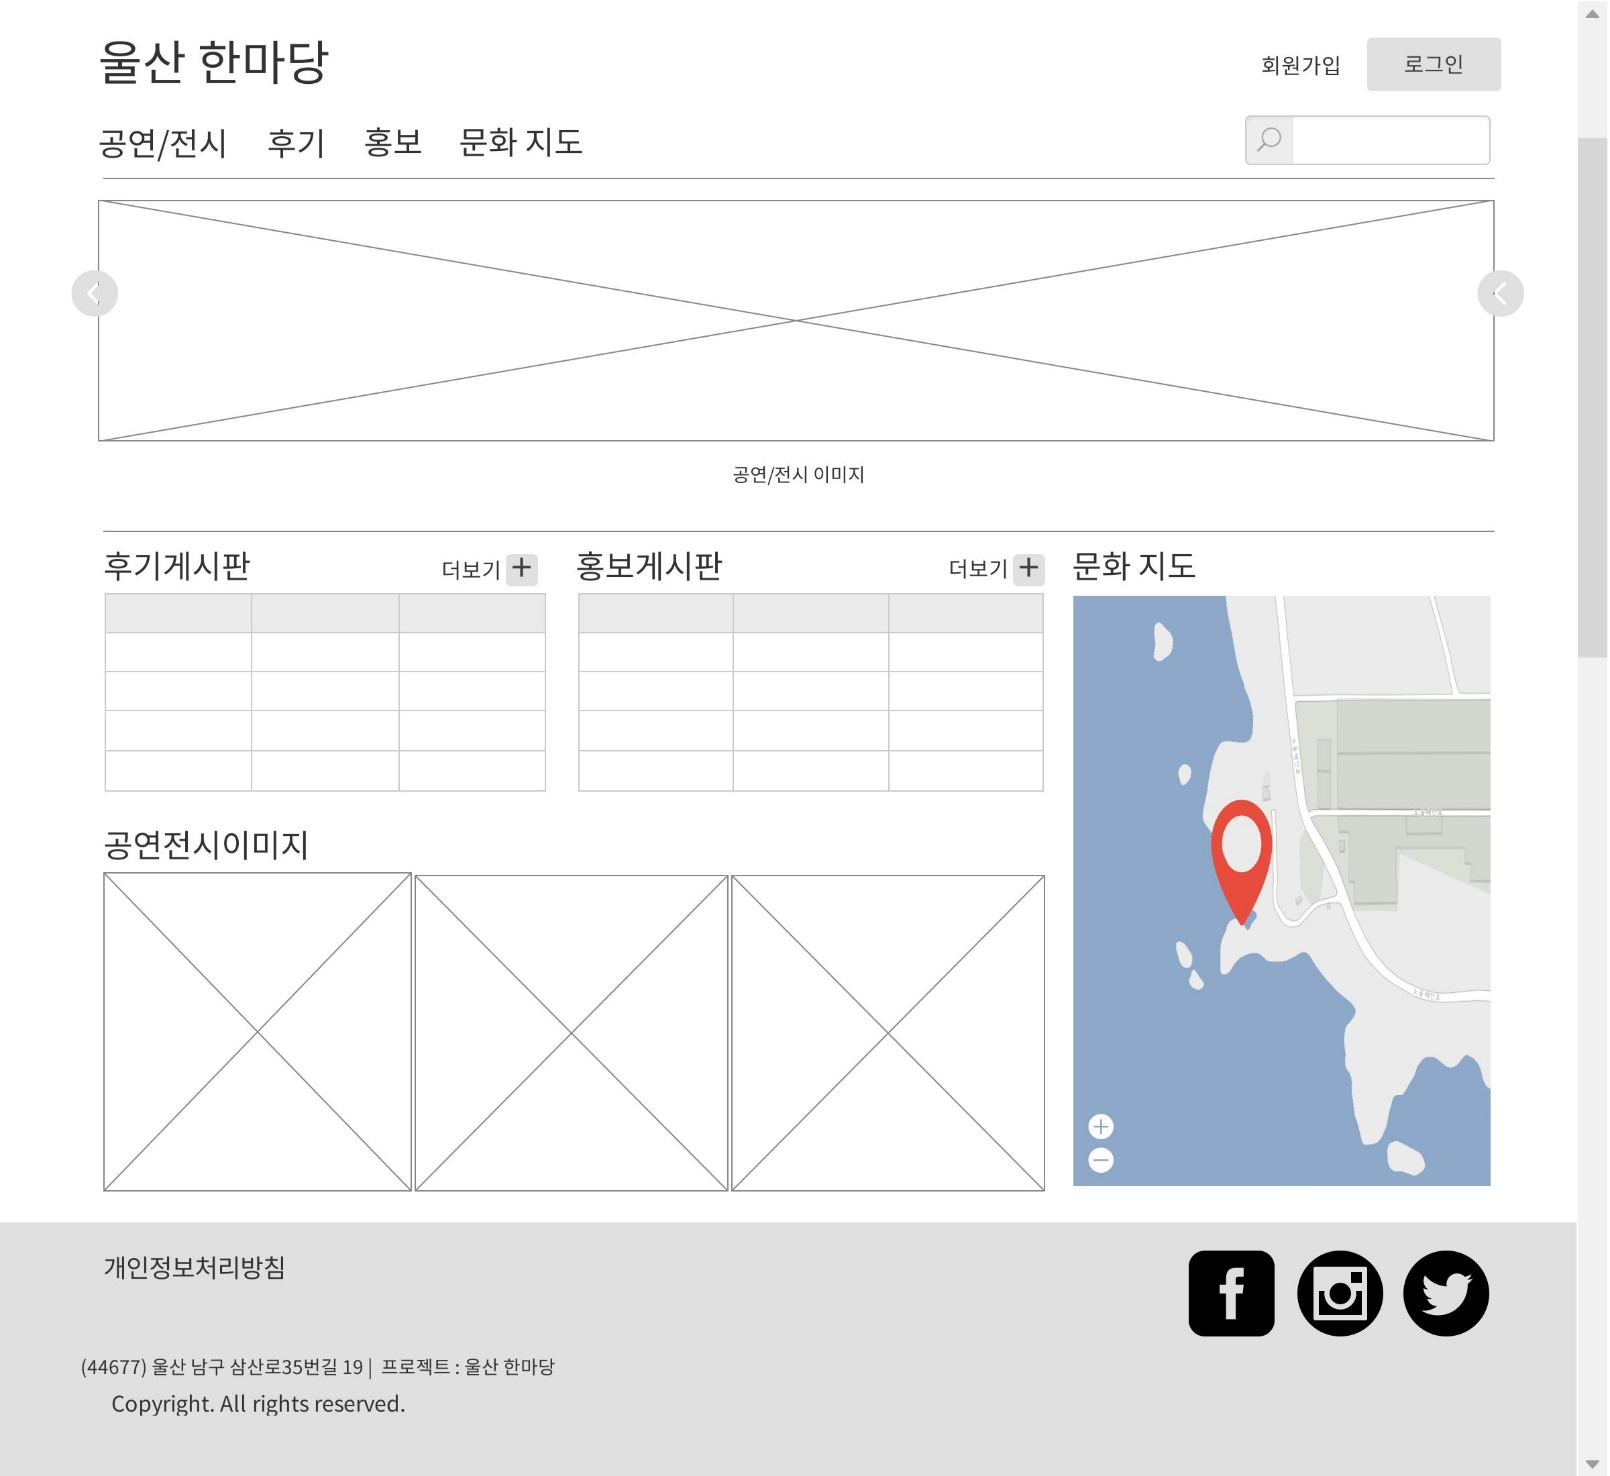 울산 한마당
회원가입
로그인
공연/전시
후기
홍보
문화 지도
공연/전시 이미지
후기게시판
더보기
홍보게시판
더보기
문화 지도
공연전시이미지
개인정보처리방침
(44677) 울산 남구 삼산로35번길 19 | 프로젝트 : 울산 한마당
Copyright. All rights reserved.